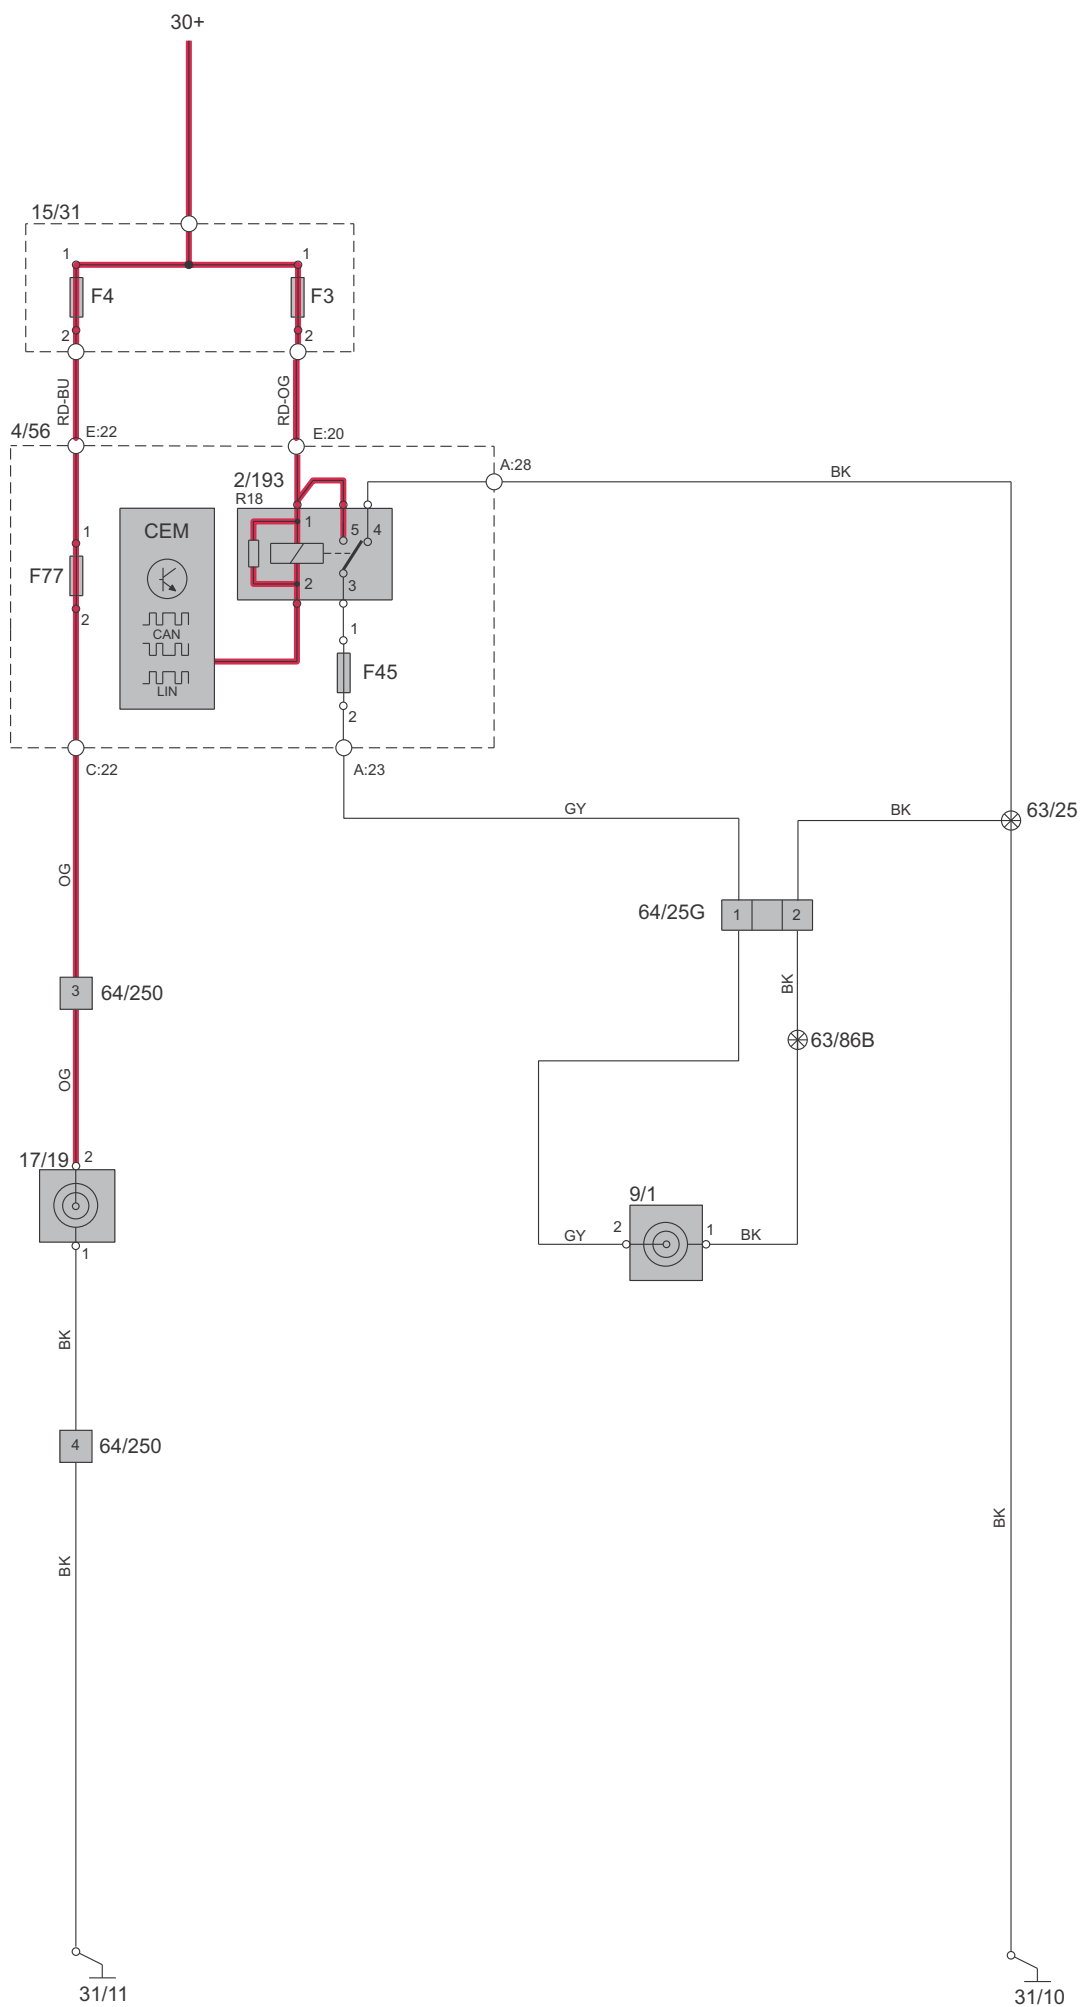 30+
15/31
1
1
F4
F3
2
2
RD-BU
RD-OG
4/56
E:22
E:20
A:28
BK
2/193
R18
CEM
1
5
4
1
F77
2
3
2
CAN
LIN
1
F45
2
C:22
A:23
GY
BK
63/25
OG
64/25G
1
2
3
64/250
BK
63/86B
OG
17/19
2
1
9/1
2
1
GY
BK
BK
4
64/250
BK
BK
31/11
31/10